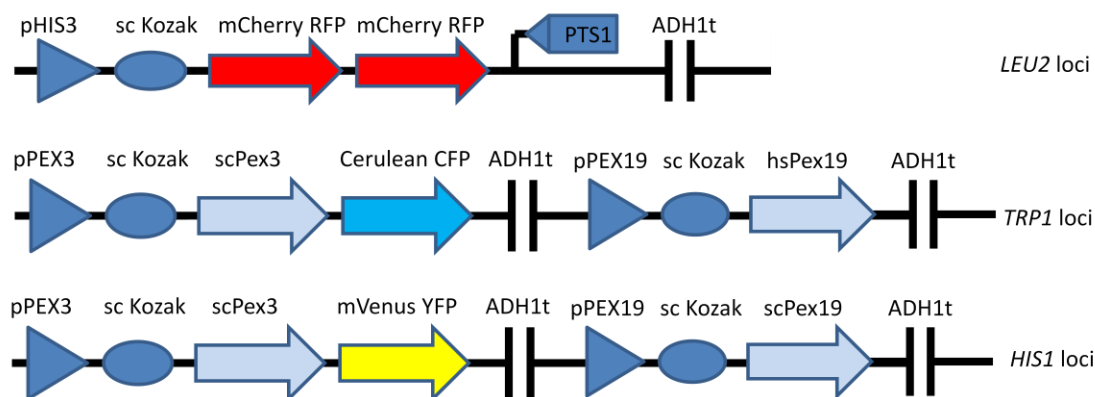 pHIS3 sc Kozak mCherry RFP mCherry RFP PTS1 ADH1t
LEU2 loci
pPEX3 sc Kozak scPex3 Cerulean CFP ADH1t pPEX19 sc Kozak hsPex19 ADH1t
TRP1 loci
pPEX3 sc Kozak scPex3 mVenus YFP ADH1t pPEX19 sc Kozak scPex19 ADH1t
HIS1 loci